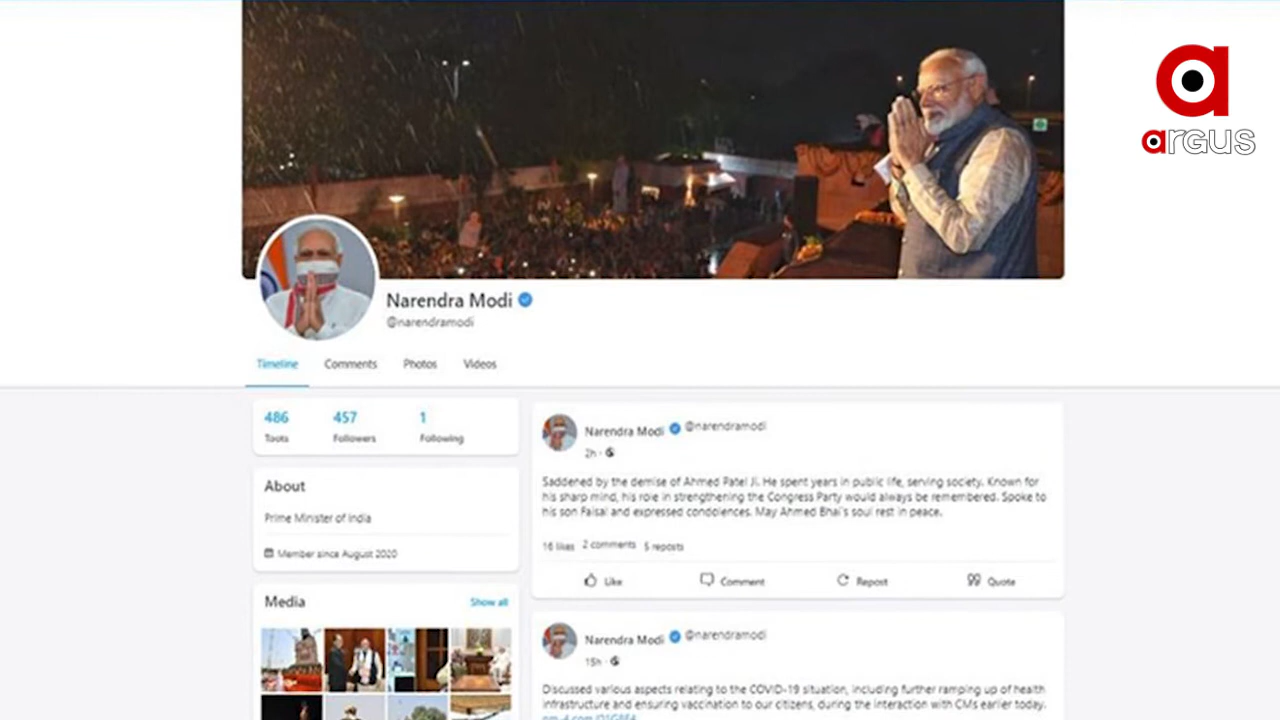 argus
Narendra Modi
@narendramodi
Timeline Comments Photos Videos
486 457 1
Toots Followers Following
About
Prime Minister of India
Member since August 2020
Media Show all
Narendra Modi @narendramodi
2h ·
Saddened by the demise of Ahmed Patel Ji. He spent years in public life, serving society. Known for
his sharp mind, his role in strengthening the Congress Party would always be remembered. Spoke to
his son Faisal and expressed condolences. May Ahmed Bhai's soul rest in peace.
16 likes 2 comments 5 reposts
Like Comment Repost Quote
Narendra Modi @narendramodi
15h ·
Discussed various aspects relating to the COVID-19 situation, including further ramping up of health
infrastructure and ensuring vaccination to our citizens, during the interaction with CMs earlier today.